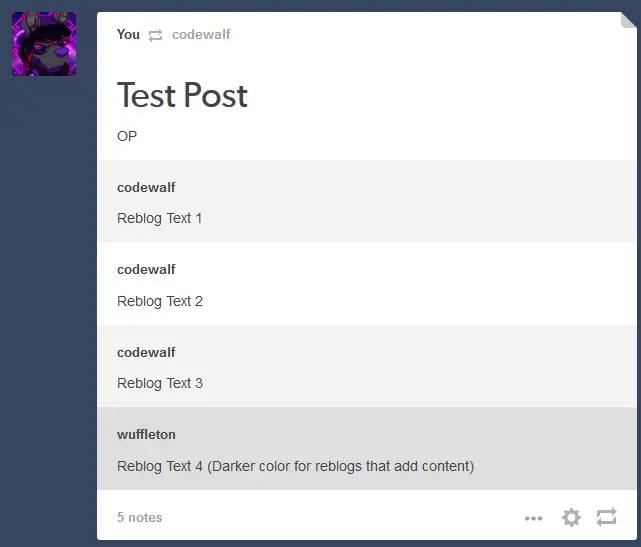 You codewalf
Test Post
OP
codewalf
Reblog Text 1
codewalf
Reblog Text 2
codewalf
Reblog Text 3
wuffleton
Reblog Text 4 (Darker color for reblogs that add content)
5 notes